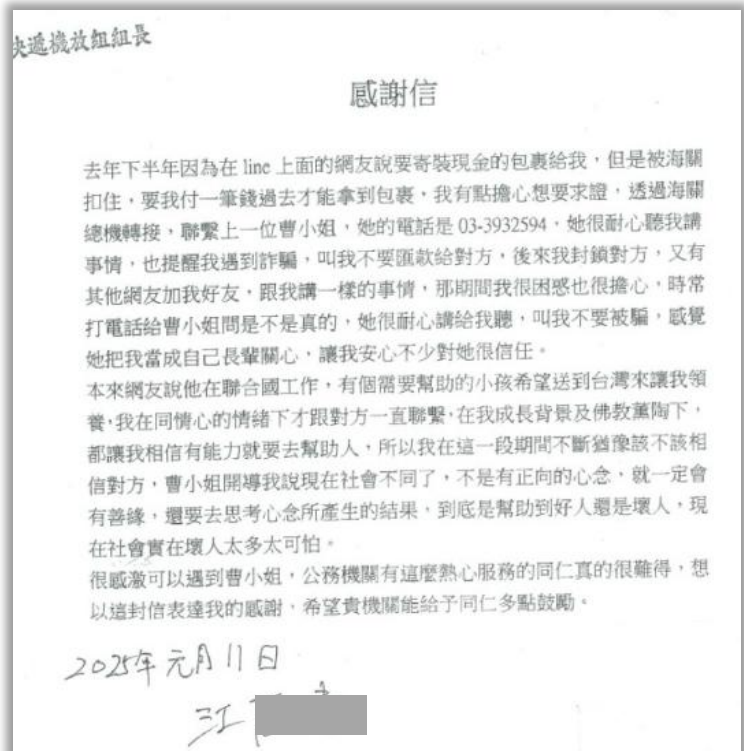 快遞機放組組長
感謝信
去年下半年因為在 line 上面的網友說要寄裝現金的包裹給我，但是被海關
扣住，要我付一筆錢過去才能拿到包裹，我有點擔心想要求證，透過海關
總機轉接，聯繫上一位曹小姐，她的電話是 03-3932594，她很耐心聽我講
事情，也提醒我遇到詐騙，叫我不要匯款給對方，後來我封鎖對方，又有
其他網友加我好友，跟我講一樣的事情，那期間我很困惑也很擔心，時常
打電話給曹小姐問是不是真的，她很耐心講給我聽，叫我不要被騙，感覺
她把我當成自己長輩關心，讓我安心不少對她很信任。
本來網友說他在聯合國工作，有個需要幫助的小孩希望送到台灣來讓我領
養，我在同情心的情緒下才跟對方一直聯繫，在我成長背景及佛教薰陶下，
都讓我相信有能力就要去幫助人，所以我在這一段期間不斷猶豫該不該相
信對方，曹小姐開導我說現在社會不同了，不是有正向的心念，就一定會
有善緣，還要去思考心念所產生的結果，到底是幫助到好人還是壞人，現
在社會實在壞人太多太可怕。
很感激可以遇到曹小姐，公務機關有這麼熱心服務的同仁真的很難得，想
以這封信表達我的感謝，希望貴機關能給予同仁多點鼓勵。
2025年元月11日
江